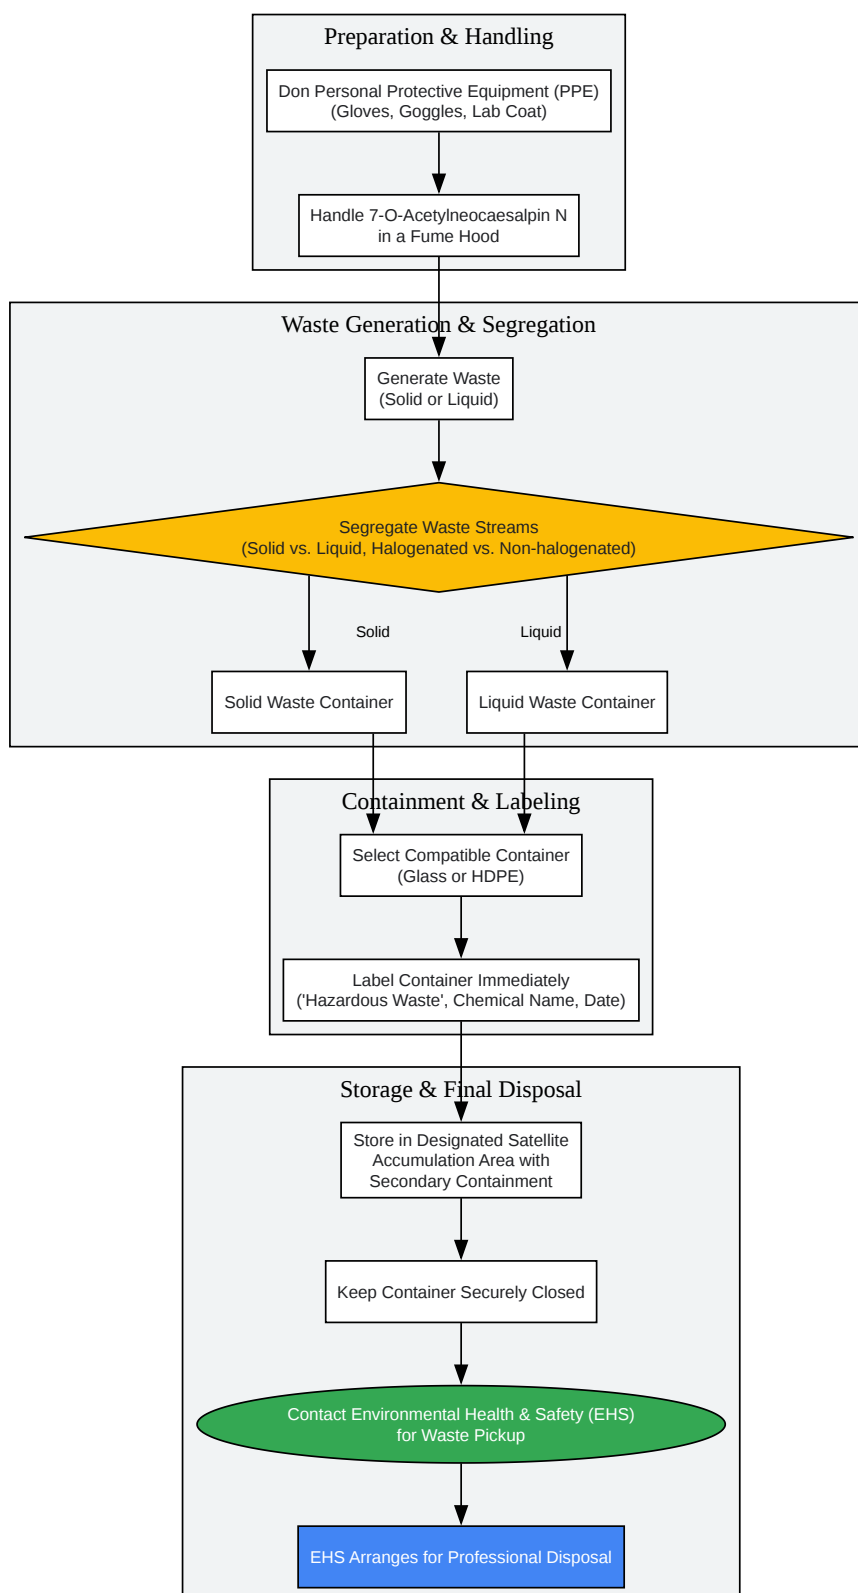 Preparation & Handling
Don Personal Protective Equipment (PPE)
(Gloves, Goggles, Lab Coat)
Handle 7-O-Acetylneocaesalpin N
in a Fume Hood
Waste Generation & Segregation
Generate Waste
(Solid or Liquid)
Segregate Waste Streams
(Solid vs. Liquid, Halogenated vs. Non-halogenated)
Solid
Liquid
Solid Waste Container
Liquid Waste Container
Containment & Labeling
Select Compatible Container
(Glass or HDPE)
Label Container Immediately
('Hazardous Waste', Chemical Name, Date)
Storage & Final Disposal
Store in Designated Satellite
Accumulation Area with
Secondary Containment
Keep Container Securely Closed
Contact Environmental Health & Safety (EHS)
for Waste Pickup
EHS Arranges for Professional Disposal